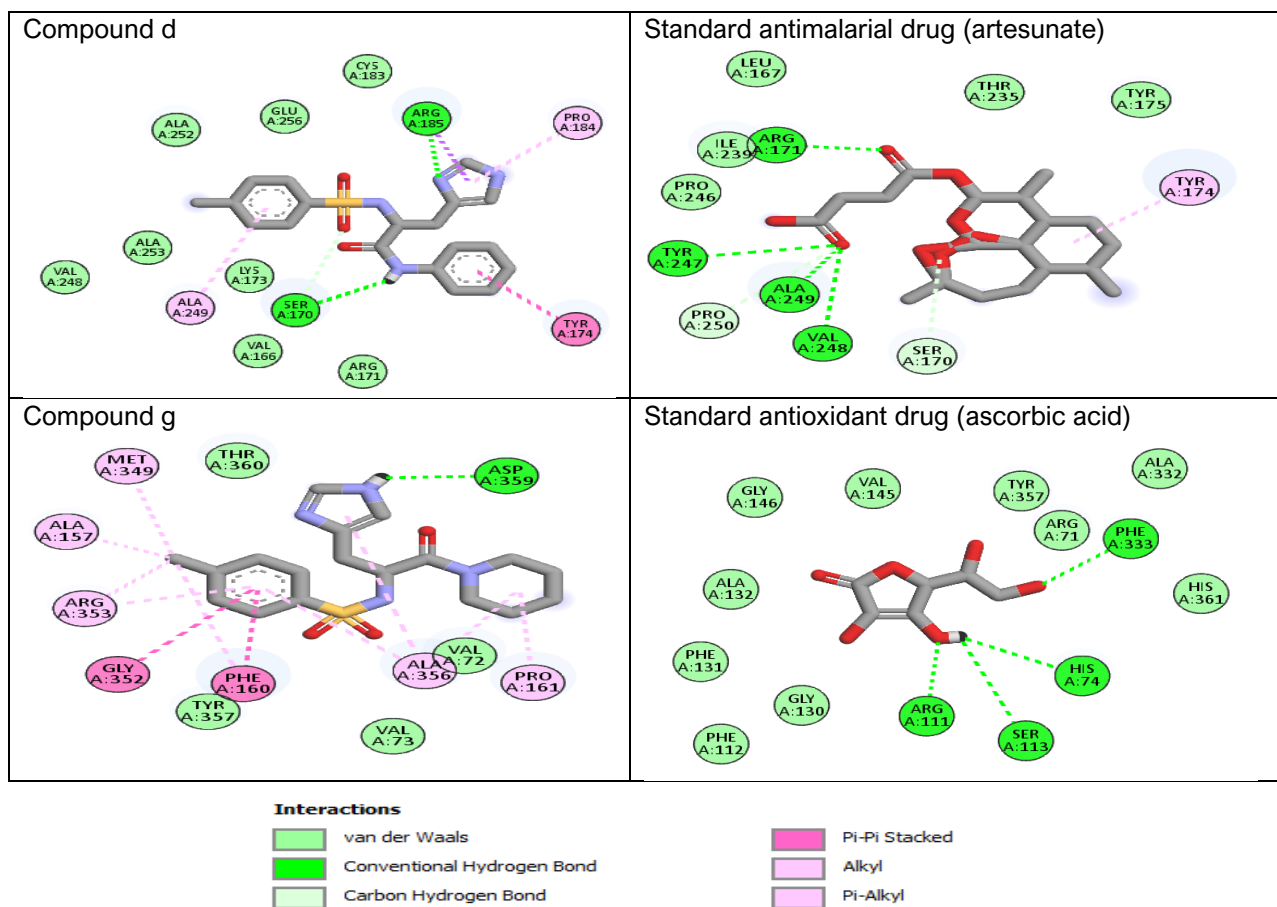 Compound d
CYS
A:183
GLU
A:256
ALA
A:252
ARG
A:185
PRO
A:184
ALA
A:253
VAL
A:248
LYS
A:173
ALA
A:249
SER
A:170
TYR
A:174
VAL
A:166
ARG
A:171
Standard antimalarial drug (artesunate)
LEU
A:167
THR
A:235
TYR
A:175
ILE
A:239
ARG
A:171
PRO
A:246
TYR
A:174
TYR
A:247
ALA
A:249
PRO
A:250
VAL
A:248
SER
A:170
Compound g
MET
A:349
THR
A:360
ASP
A:359
ALA
A:157
ARG
A:353
GLY
A:352
PHE
A:160
TYR
A:357
ALA
A:356
VAL
A:72
PRO
A:161
VAL
A:73
Standard antioxidant drug (ascorbic acid)
GLY
A:146
VAL
A:145
TYR
A:357
ALA
A:332
ARG
A:71
PHE
A:333
ALA
A:132
HIS
A:361
PHE
A:131
GLY
A:130
HIS
A:74
ARG
A:111
SER
A:113
PHE
A:112
Interactions
van der Waals
Conventional Hydrogen Bond
Carbon Hydrogen Bond
Pi-Pi Stacked
Alkyl
Pi-Alkyl